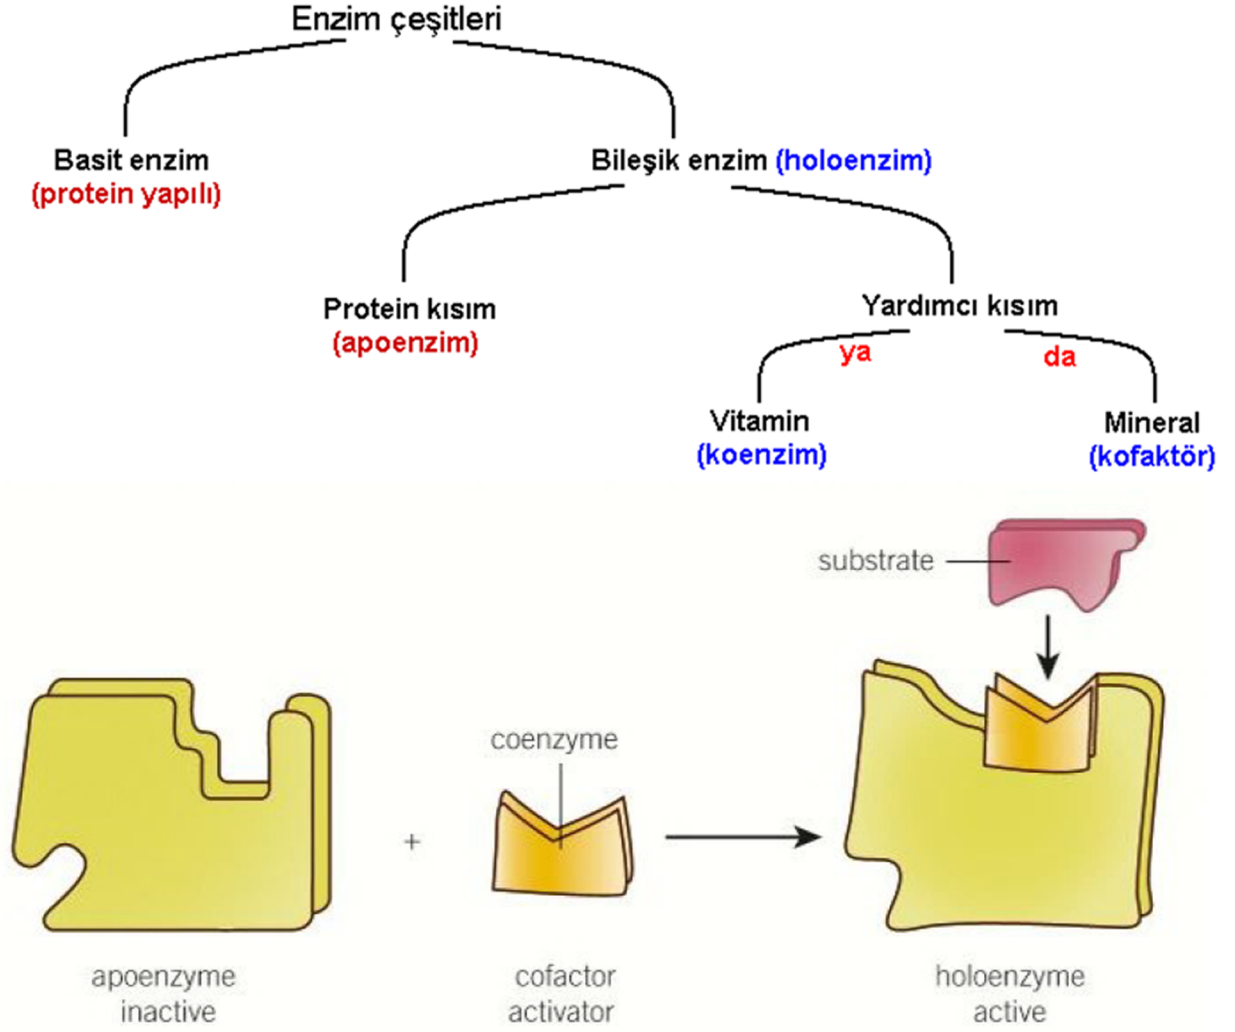 Enzim çeşitleri
Basit enzim
(protein yapılı)
Bileşik enzim (holoenzim)
Protein kısım
(apoenzim)
Yardımcı kısım
ya
da
Vitamin
(koenzim)
Mineral
(kofaktör)
substrate
coenzyme
+
apoenzyme
inactive
cofactor
activator
holoenzyme
active